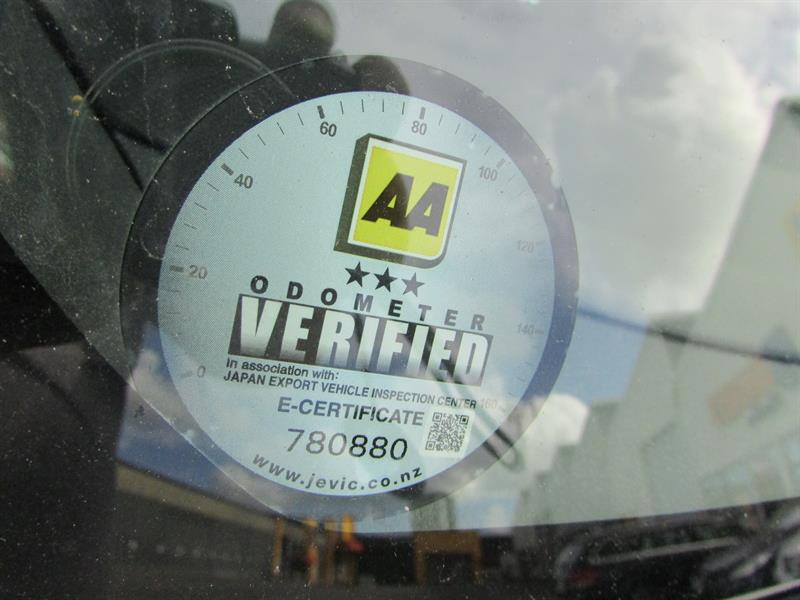 60
80
40
100
AA
120
20
ODOMETER
VERIFIED
140
0
In association with:
JAPAN EXPORT VEHICLE INSPECTION CENTER
160
E-CERTIFICATE
780880
www.jevic.co.nz